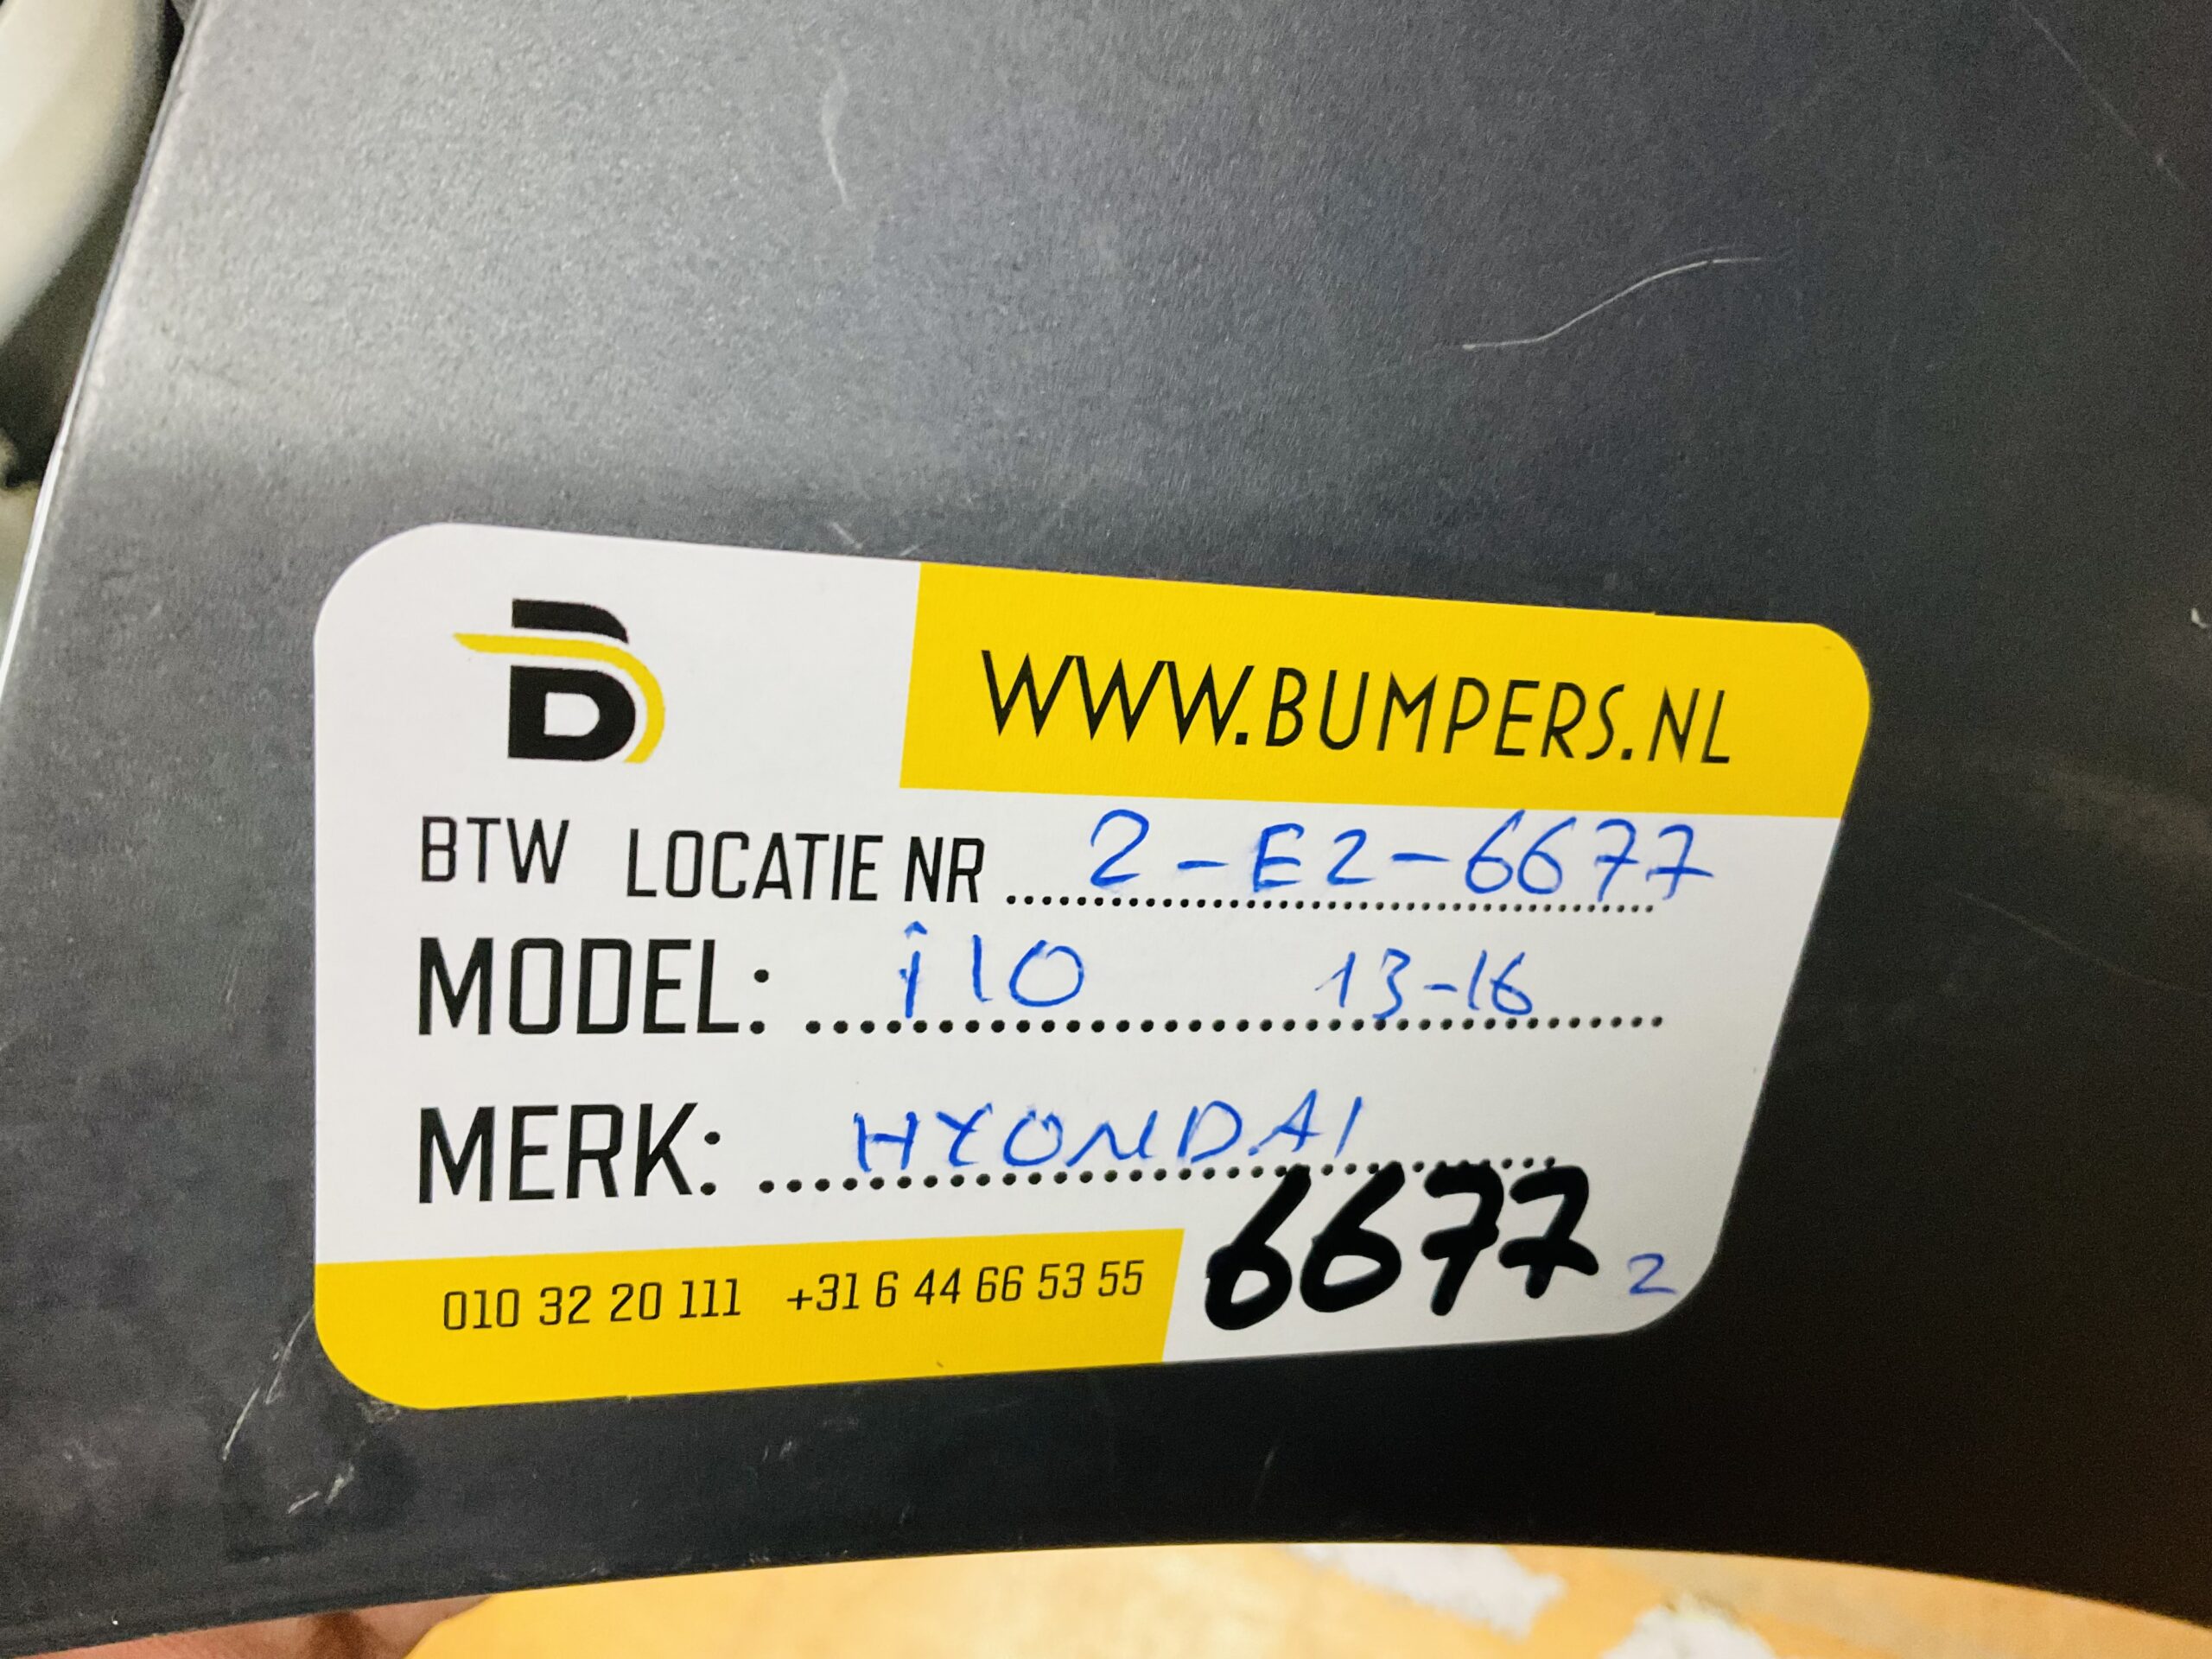 B
WWW.BUMPERS.NL
BTW LOCATIE NR 2-E2-6677
MODEL: i10 13-16
MERK: HYONDAI
010 32 20 111 +31 6 44 66 53 55
6677 2